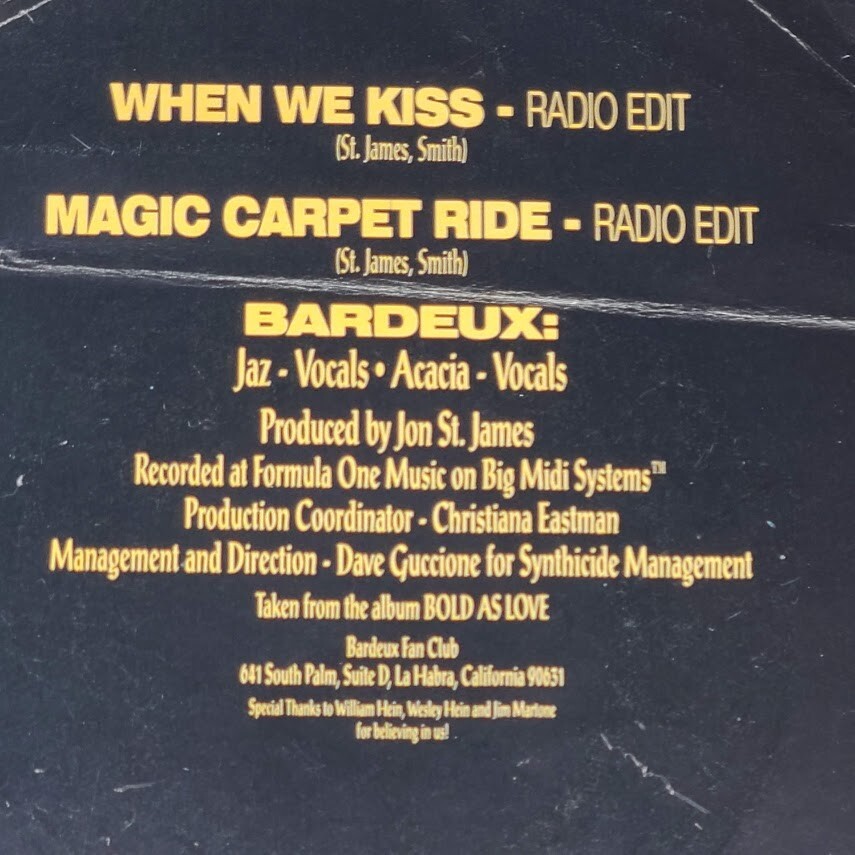 WHEN WE KISS - RADIO EDIT
(St. James, Smith)
MAGIC CARPET RIDE - RADIO EDIT
(St. James, Smith)
BARDEUX:
Jaz - Vocals • Acacia - Vocals
Produced by Jon St. James
Recorded at Formula One Music on Big Midi Systems™
Production Coordinator - Christiana Eastman
Management and Direction - Dave Guccione for Synthicide Management
Taken from the album BOLD AS LOVE
Bardeux Fan Club
641 South Palm, Suite D, La Habra, California 90631
Special Thanks to William Hein, Wesley Hein and Jim Martone
for believing in us!